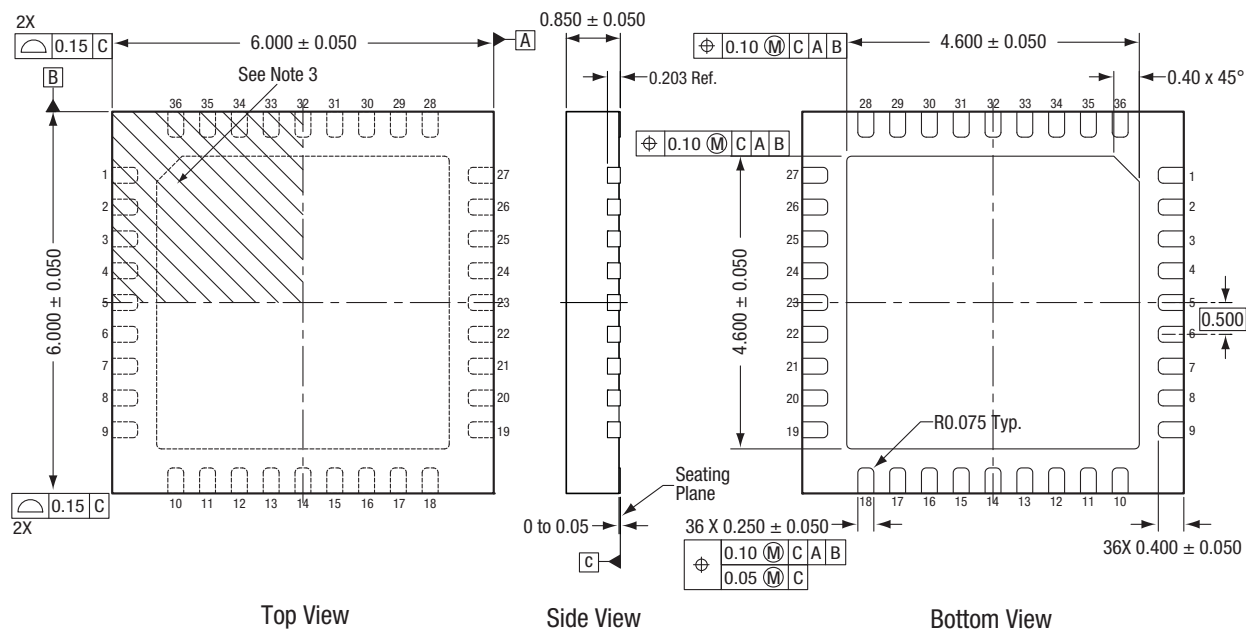 2X
⌓ 0.15 C
6.000 ± 0.050
A
B
See Note 3
36 35 34 33 32 31 30 29 28
1
2
3
4
5
6
7
8
9
27
26
25
24
23
22
21
20
19
10 11 12 13 14 15 16 17 18
6.000 ± 0.050
⌓ 0.15 C
2X
Top View
0.850 ± 0.050
0.203 Ref.
Seating
Plane
0 to 0.05
C
Side View
⌖ 0.10 Ⓜ C A B
4.600 ± 0.050
0.40 x 45°
⌖ 0.10 Ⓜ C A B
28 29 30 31 32 33 34 35 36
27
26
25
24
23
22
21
20
19
1
2
3
4
5
6
7
8
9
4.600 ± 0.050
0.500
R0.075 Typ.
18 17 16 15 14 13 12 11 10
36 X 0.250 ± 0.050
⌖ 0.10 Ⓜ C A B
0.05 Ⓜ C
36X 0.400 ± 0.050
Bottom View